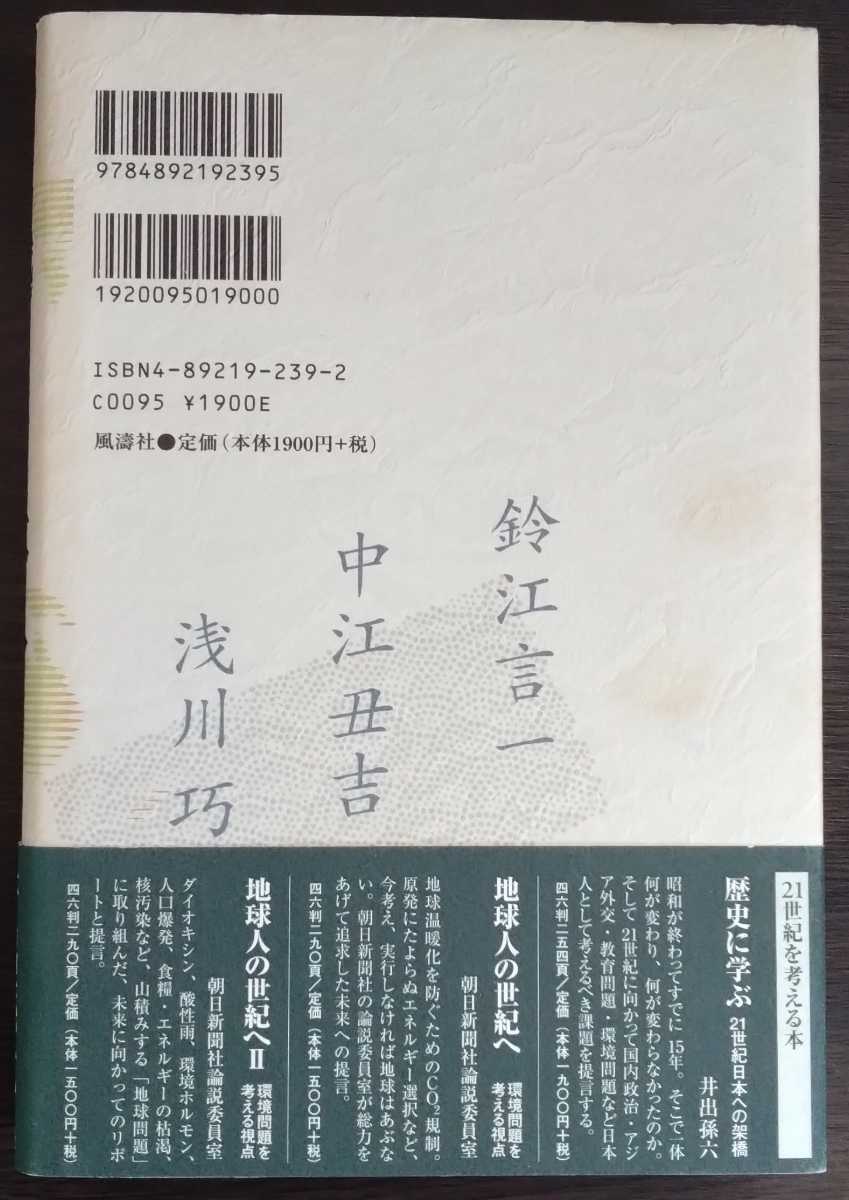 9784892192395
1920095019000
ISBN4-89219-239-2
C0095 ¥1900E
風濤社●定価(本体1900円+税)
鈴江言一
中江丑吉
浅川巧
21世紀を考える本
歴史に学ぶ 21世紀日本への架橋
井出孫六
昭和が終わってすでに15年。そこで一体
何が変わり、何が変わらなかったのか。
そして21世紀に向かって国内政治・アジ
ア外交・教育問題・環境問題など日本
人として考えるべき課題を提言する。
四六判二五四頁/定価(本体一九〇〇円+税)
地球人の世紀へ 環境問題を考える視点
朝日新聞社論説委員室
地球温暖化を防ぐためのCO₂規制。
原発にたよらぬエネルギー選択など、
今考え、実行しなければ地球はあぶな
い。朝日新聞社の論説委員室が総力を
あげて追求した未来への提言。
四六判二九〇頁/定価(本体一五〇〇円+税)
地球人の世紀へⅡ 環境問題を考える視点
朝日新聞社論説委員室
ダイオキシン、酸性雨、環境ホルモン、
人口爆発、食糧・エネルギーの枯渇、
核汚染など、山積みする「地球問題」
に取り組んだ、未来に向かってのリポ
ートと提言。
四六判二九〇頁/定価(本体一五〇〇円+税)